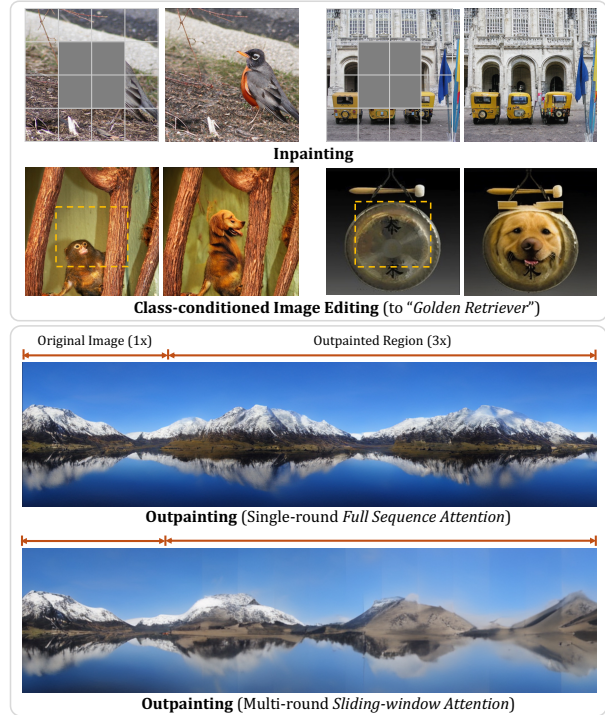 Inpainting
Class-conditioned Image Editing (to “Golden Retriever”)
Original Image (1x) Outpainted Region (3x)
Outpainting (Single-round Full Sequence Attention)
Outpainting (Multi-round Sliding-window Attention)